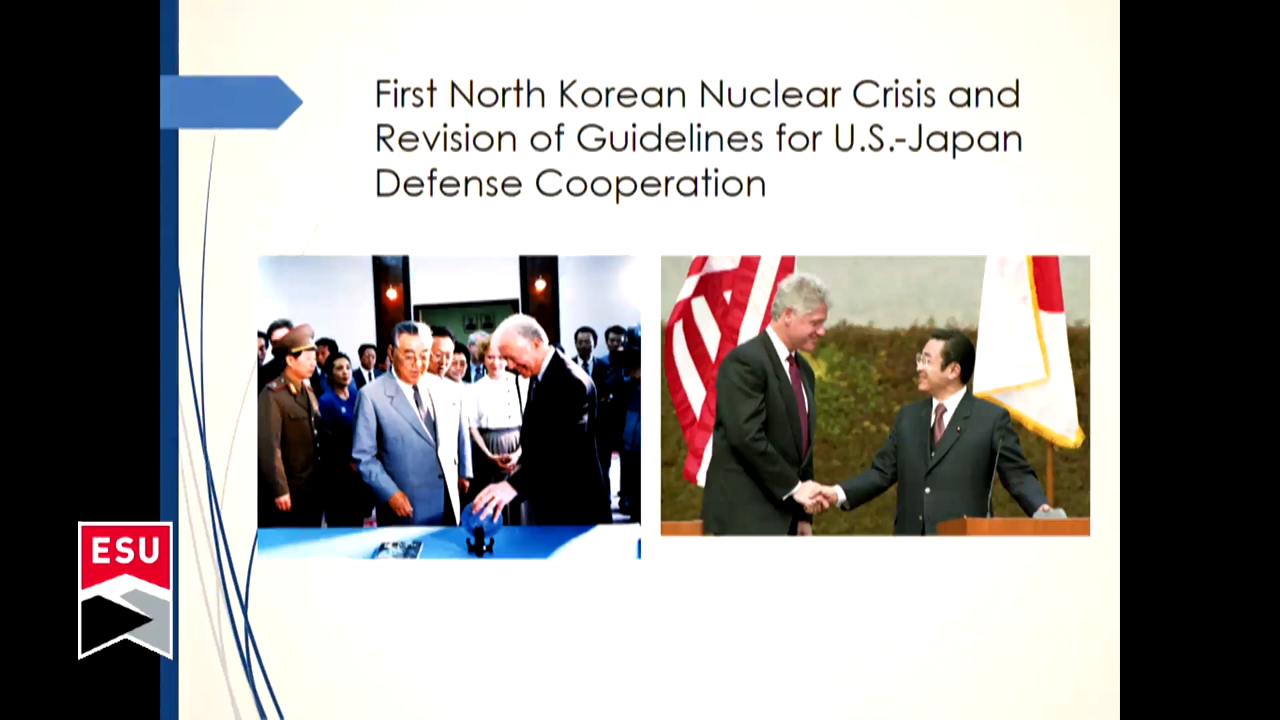 First North Korean Nuclear Crisis and
Revision of Guidelines for U.S.-Japan
Defense Cooperation
ESU